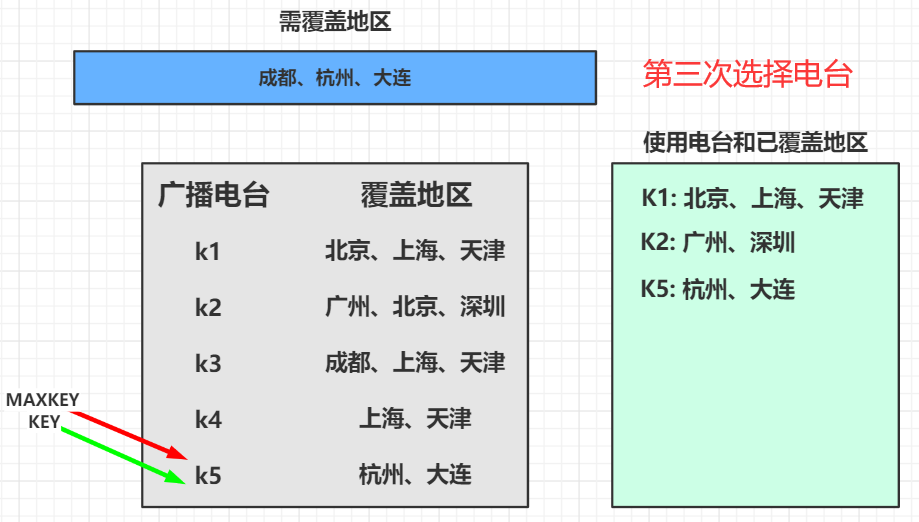 需覆盖地区
成都、杭州、大连
第三次选择电台
使用电台和已覆盖地区
广播电台 覆盖地区
k1 北京、上海、天津
k2 广州、北京、深圳
k3 成都、上海、天津
k4 上海、天津
k5 杭州、大连
MAXKEY
KEY
K1: 北京、上海、天津
K2: 广州、深圳
K5: 杭州、大连